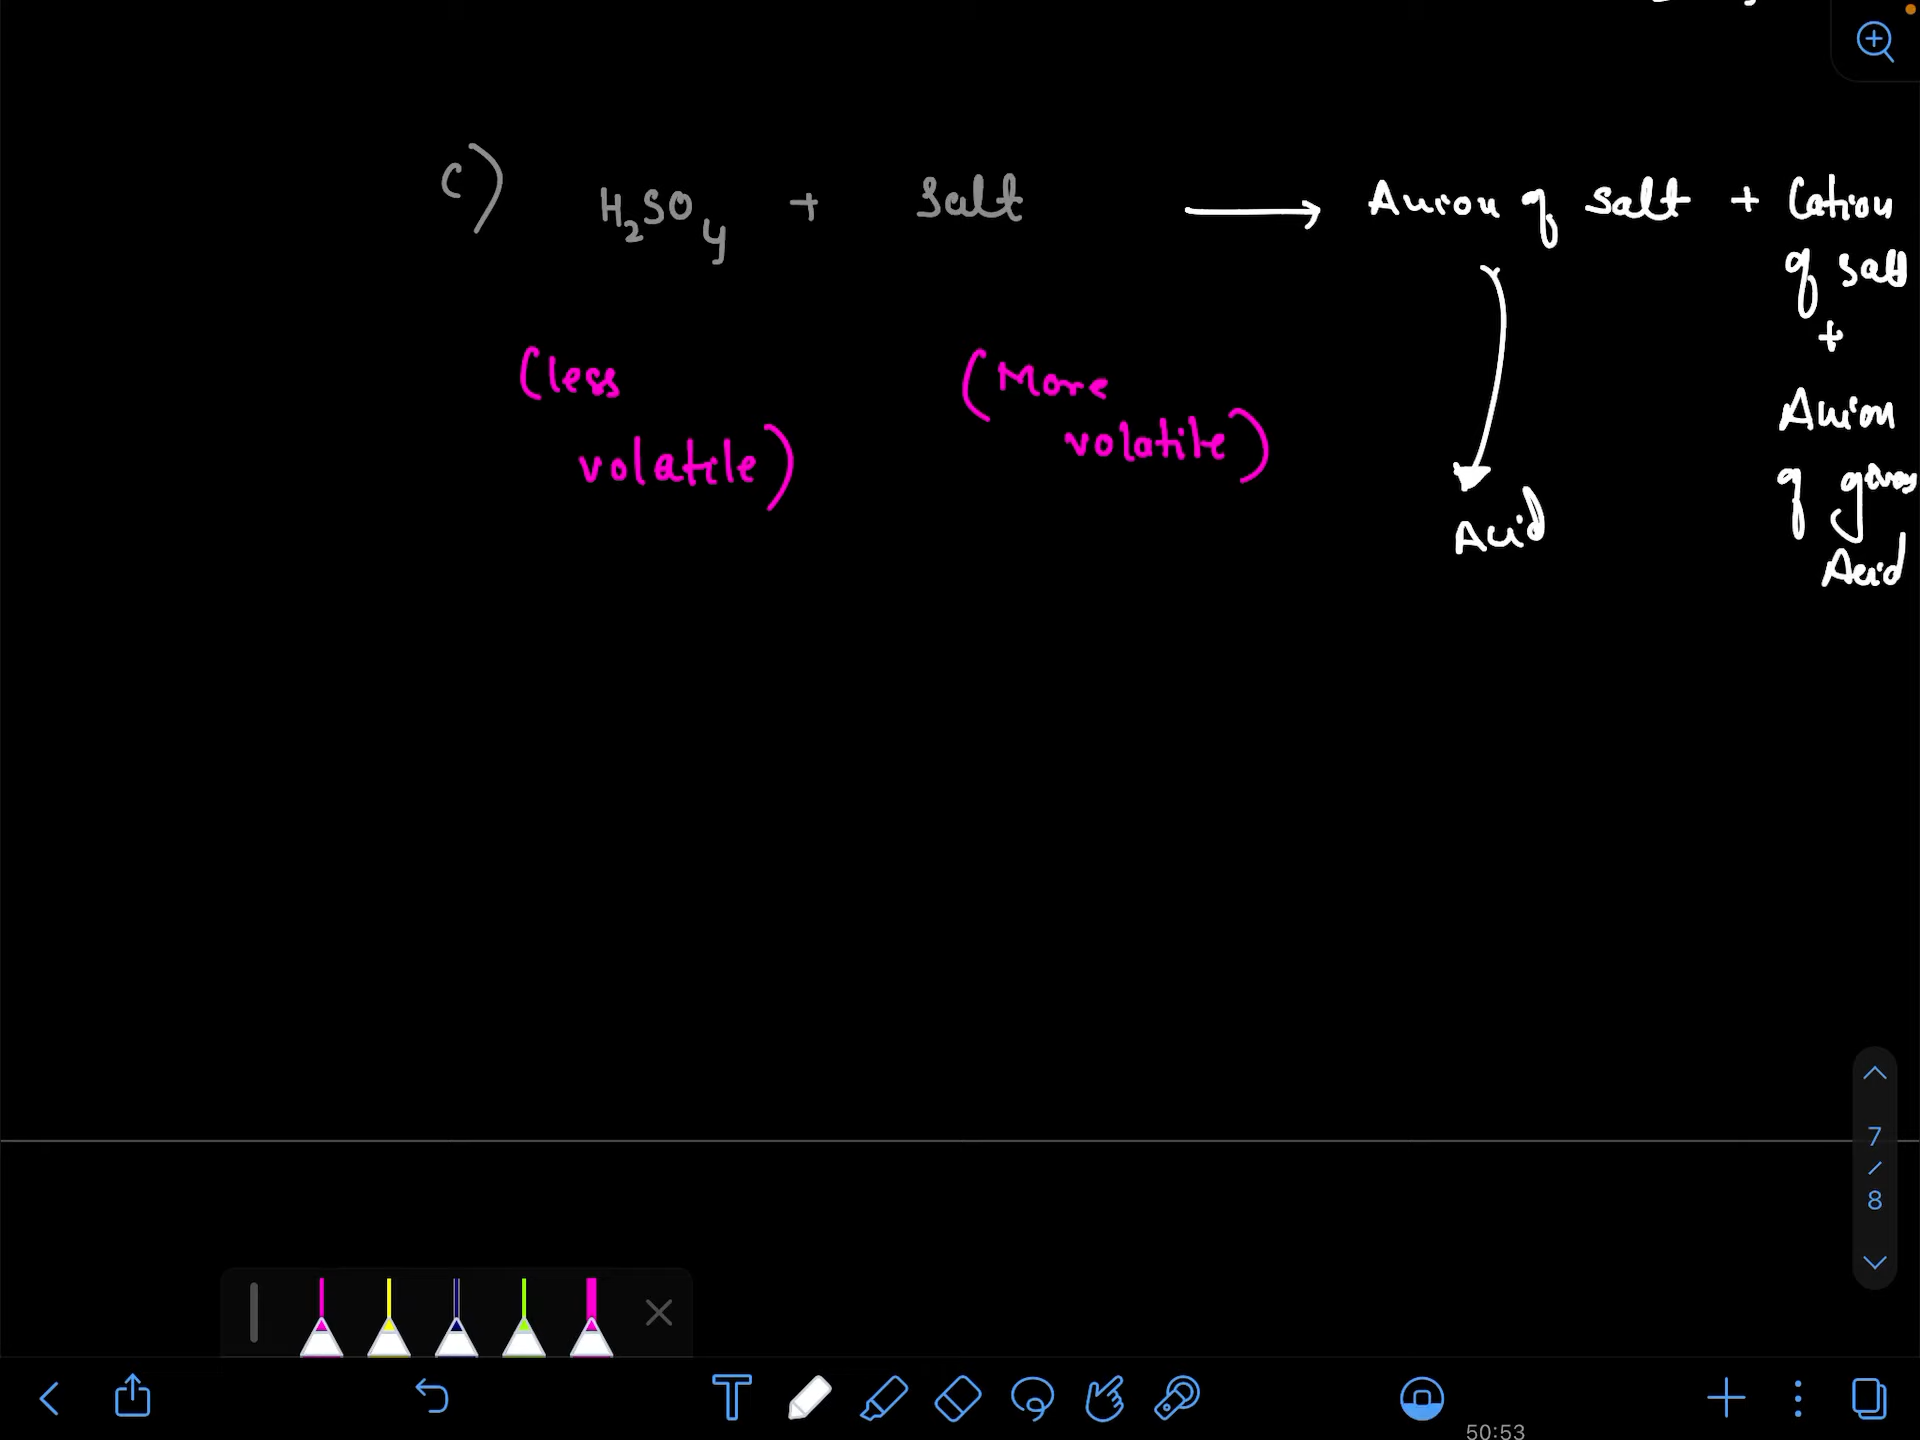 c) H₂SO₄ + Salt ⟶ Anion of salt + Cation
of salt
+
(less
volatile)
(More
volatile)
Anion
of given
Acid
Acid
7
/
8
50:53